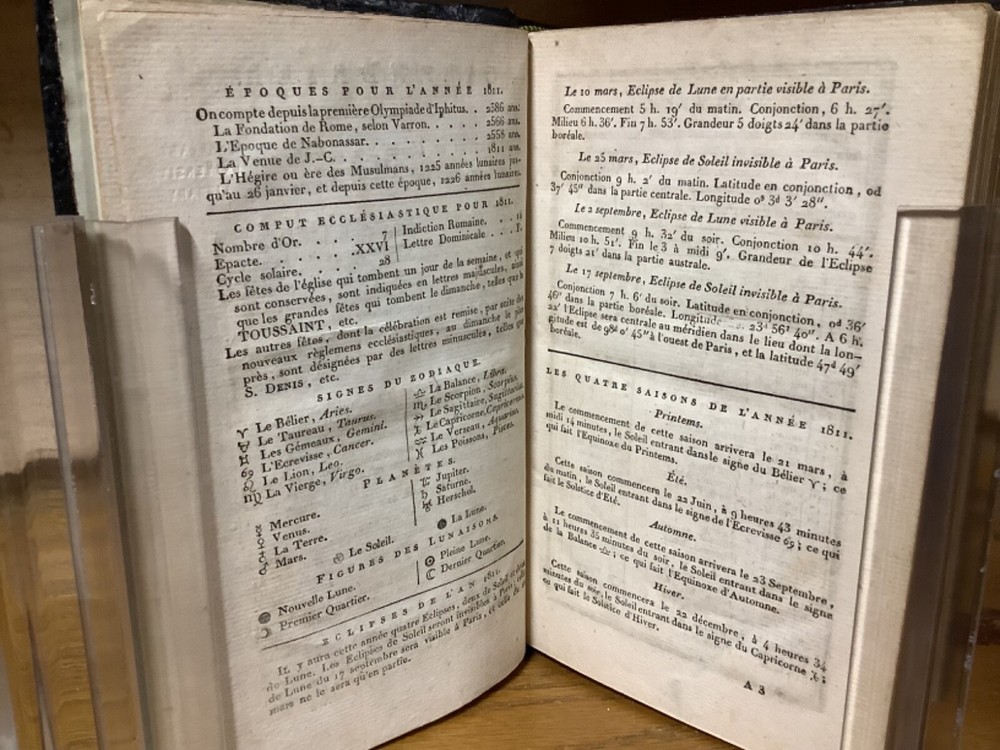 ÉPOQUES POUR L'ANNÉE 1811.
On compte depuis la première Olympiade d'Iphitus. . 2586 ans.
La Fondation de Rome, selon Varron. . . . . 2566 ans.
L'Epoque de Nabonassar. . . . . . . . . 2558 ans.
La Venue de J.-C. . . . . . . . . . . . 1811 ans.
L'Hégire ou ère des Musulmans, 1225 années lunaires jus-
qu'au 26 janvier, et depuis cette époque, 1226 années lunaires.
COMPUT ECCLÉSIASTIQUE POUR 1811.
Nombre d'Or. . . . . 7
Epacte. . . . . . XXVI
Cycle solaire. . . . . 28
Indiction Romaine. . . 14
Lettre Dominicale . . . F.
Les fêtes de l'église qui tombent un jour de la semaine, et qui
sont conservées, sont indiquées en lettres majuscules, ainsi
que les grandes fêtes qui tombent le dimanche, telles que la
TOUSSAINT, etc.
Les autres fêtes, dont la célébration est remise, par suite des
nouveaux règlemens ecclésiastiques, au dimanche le plus
près, sont désignées par des lettres minuscules, telles que
S. DENIS, etc.
SIGNES DU ZODIAQUE.
♈ Le Bélier, Aries.
♉ Le Taureau, Taurus.
♊ Les Gémeaux, Gemini.
♋ L'Ecrevisse, Cancer.
♌ Le Lion, Leo.
♍ La Vierge, Virgo.
♎ La Balance, Libra.
♏ Le Scorpion, Scorpius.
♐ Le Sagittaire, Sagittarius.
♑ Le Capricorne, Capricornus.
♒ Le Verseau, Aquarius.
♓ Les Poissons, Pisces.
PLANÈTES.
☿ Mercure.
♀ Venus.
♁ La Terre.
♂ Mars.
♃ Jupiter.
♄ Saturne.
♅ Herschel.
Le Soleil.
La Lune.
FIGURES DES LUNAISONS.
Nouvelle Lune.
Premier Quartier.
Pleine Lune.
Dernier Quartier.
ECLIPSES DE L'AN 1811.
Il y aura cette année quatre Eclipses, deux de Soleil et deux
de Lune. Les Eclipses de Soleil seront invisibles à Paris, celle
de Lune du 17 septembre sera visible à Paris, et celle du 10
mars ne le sera qu'en partie.
Le 10 mars, Eclipse de Lune en partie visible à Paris.
Commencement 5 h. 19′ du matin. Conjonction, 6 h. 27′.
Milieu 6 h. 36′. Fin 7 h. 53′. Grandeur 5 doigts 24′ dans la partie
boréale.
Le 25 mars, Eclipse de Soleil invisible à Paris.
Conjonction 9 h. 2′ du matin. Latitude en conjonction, 0d
37′ 45″ dans la partie centrale. Longitude 0s 3d 3′ 28″.
Le 2 septembre, Eclipse de Lune visible à Paris.
Commencement 9 h. 32′ du soir. Conjonction 10 h. 44′.
Milieu 10 h. 51′. Fin le 3 à midi 9′. Grandeur de l'Eclipse
7 doigts 21′ dans la partie australe.
Le 17 septembre, Eclipse de Soleil invisible à Paris.
Conjonction 7 h. 6′ du soir. Latitude en conjonction, 0d 36′
46″ dans la partie boréale. Longitude 23d 56′ 40″. A 6 h.
22′ l'Eclipse sera centrale au méridien dans le lieu dont la lon-
gitude est de 98d 0′ 45″ à l'ouest de Paris, et la latitude 47d 49′
boréale.
LES QUATRE SAISONS DE L'ANNÉE 1811.
Printems.
Le commencement de cette saison arrivera le 21 mars, à
midi 14 minutes, le Soleil entrant dans le signe du Bélier ♈; ce
qui fait l'Equinoxe du Printems.
Été.
Cette saison commencera le 22 Juin, à 9 heures 43 minutes
du matin, le Soleil entrant dans le signe de l'Ecrevisse ♋; ce qui
fait le Solstice d'Eté.
Automne.
Le commencement de cette saison arrivera le 23 Septembre,
à 11 heures 35 minutes du soir, le Soleil entrant dans le signe
de la Balance ♎; ce qui fait l'Equinoxe d'Automne.
Hiver.
Cette saison commencera le 22 décembre, à 4 heures 34
minutes du soir, le Soleil entrant dans le signe du Capricorne ♑;
ce qui fait le Solstice d'Hiver.
A 3